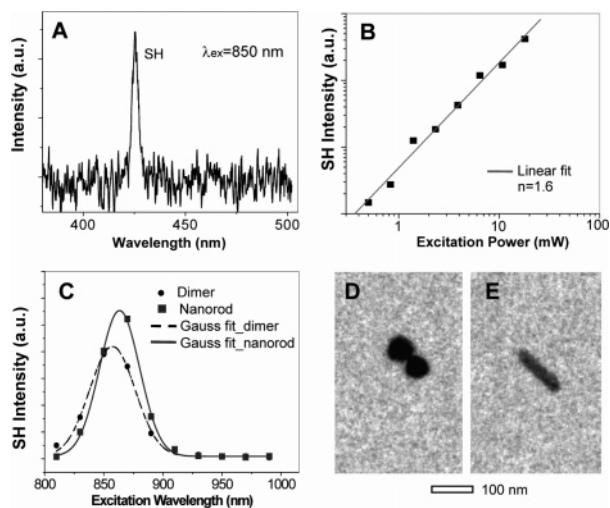 A
SH
λex=850 nm
Intensity (a.u.)
400 450 500
Wavelength (nm)
B
SH Intensity (a.u.)
Linear fit
n=1.6
1 10 100
Excitation Power (mW)
C
Dimer
Nanorod
Gauss fit_dimer
Gauss fit_nanorod
SH Intensity (a.u.)
800 850 900 950 1000
Excitation Wavelength (nm)
D
E
100 nm